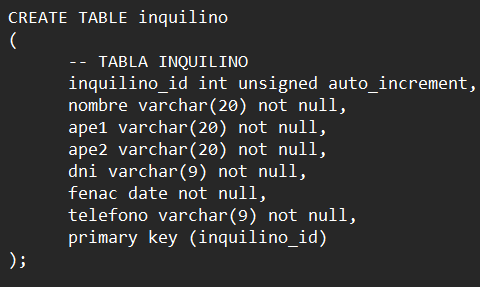 CREATE TABLE inquilino
(
-- TABLA INQUILINO
inquilino_id int unsigned auto_increment,
nombre varchar(20) not null,
ape1 varchar(20) not null,
ape2 varchar(20) not null,
dni varchar(9) not null,
fenac date not null,
telefono varchar(9) not null,
primary key (inquilino_id)
);